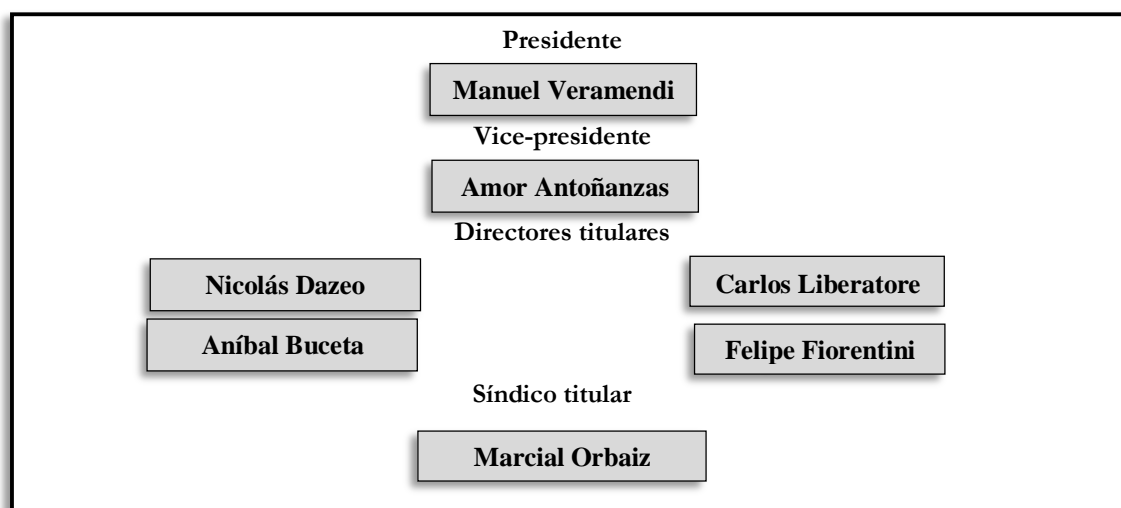 Presidente
Manuel Veramendi
Vice-presidente
Amor Antoñanzas
Directores titulares
Nicolás Dazeo
Carlos Liberatore
Aníbal Buceta
Felipe Fiorentini
Síndico titular
Marcial Orbaiz